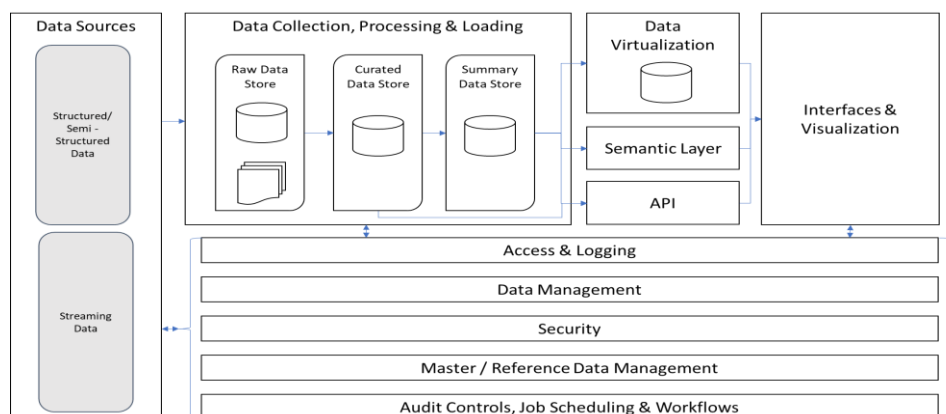 Data Sources
Structured/
Semi -
Structured
Data
Streaming
Data
Data Collection, Processing & Loading
Raw Data
Store
Curated
Data Store
Summary
Data Store
Data
Virtualization
Semantic Layer
API
Interfaces &
Visualization
Access & Logging
Data Management
Security
Master / Reference Data Management
Audit Controls, Job Scheduling & Workflows